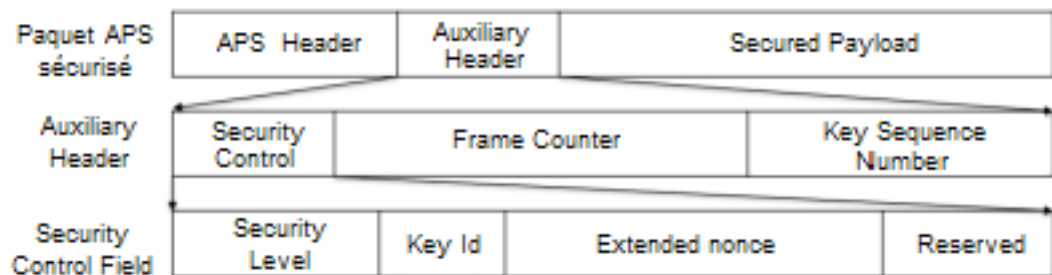 Paquet APS
sécurisé
APS Header
Auxiliary
Header
Secured Payload
Auxiliary
Header
Security
Control
Frame Counter
Key Sequence
Number
Security
Control Field
Security
Level
Key Id
Extended nonce
Reserved